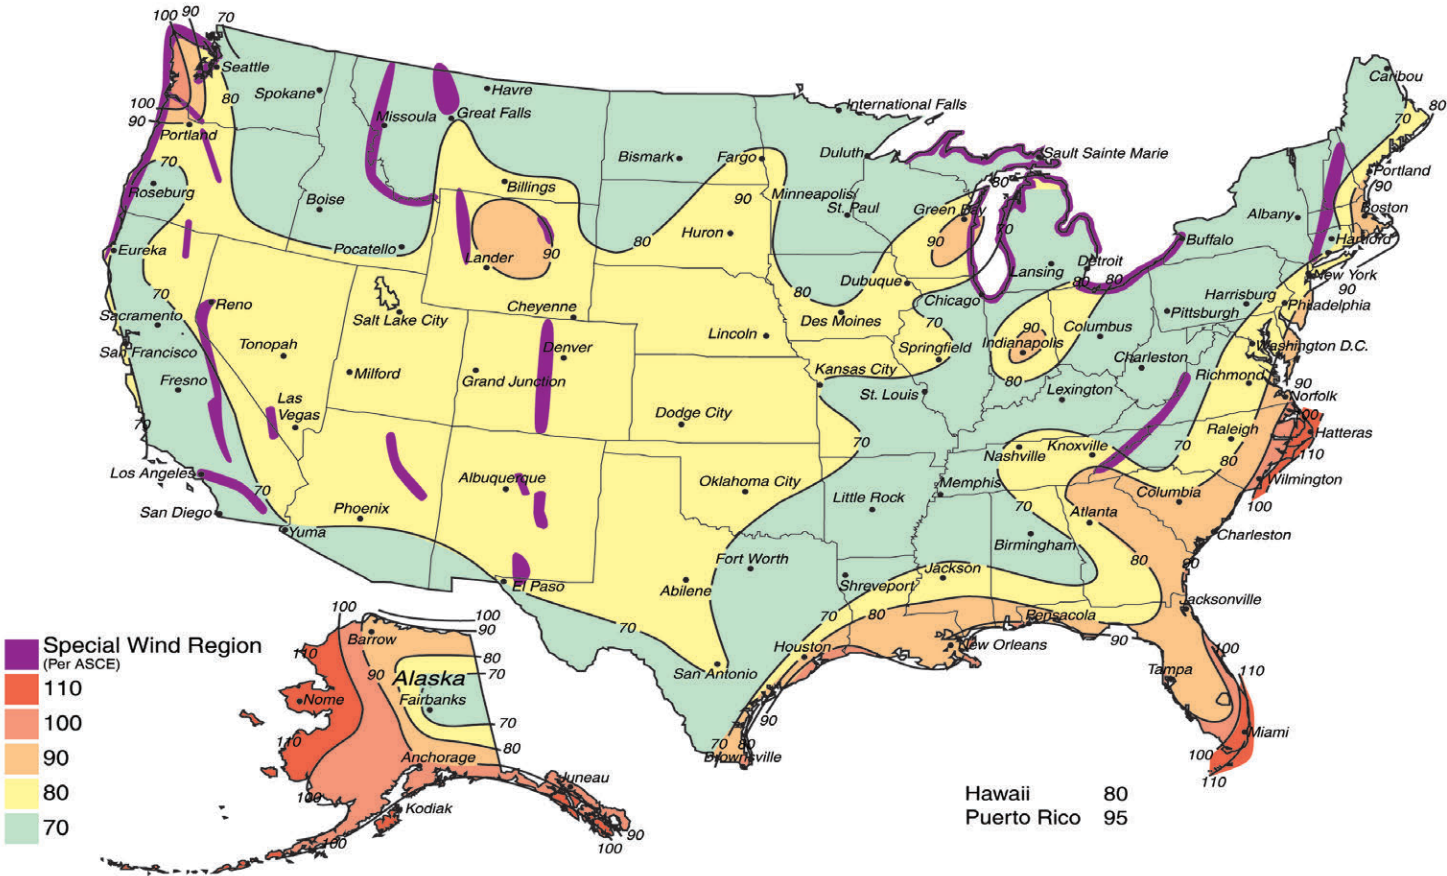 100 90 70
Seattle
Spokane
Havre
Missoula
Great Falls
80
100
90
Portland
70
Roseburg
Boise
Pocatello
Eureka
Billings
Lander
90
Bismark
Fargo
International Falls
Duluth
Sault Sainte Marie
Minneapolis
St. Paul
90
Huron
80
Green Bay
90
80
70
Caribou
80
70
Portland
90
Boston
Albany
Hartford
Buffalo
New York
90
Lansing
Detroit
80
80
Dubuque
Chicago
80
Des Moines
70
Sacramento
Reno
Salt Lake City
Cheyenne
Lincoln
Springfield
70
90
Indianapolis
80
Columbus
Pittsburgh
Harrisburg
Philadelphia
Washington D.C.
San Francisco
Tonopah
Fresno
Milford
Grand Junction
Denver
Kansas City
St. Louis
Lexington
Charleston
Richmond
90
Norfolk
100
Hatteras
110
70
Las
Vegas
Dodge City
70
Nashville
Knoxville
70
Raleigh
80
Wilmington
100
Los Angeles
70
San Diego
Yuma
Phoenix
Albuquerque
Oklahoma City
Little Rock
Memphis
70
Atlanta
Columbia
Charleston
Birmingham
80
90
El Paso
Abilene
Fort Worth
Shreveport
Jackson
70
80
Pensacola
90
Jacksonville
70
Houston
New Orleans
San Antonio
90
70
80
Brownsville
Tampa
100
110
Miami
100
110
Special Wind Region
(Per ASCE)
110
100
90
80
70
100
100
90
Barrow
110
80
70
90
Alaska
Fairbanks
Nome
110
70
80
Anchorage
Juneau
100
Kodiak
100
90
100
Hawaii 80
Puerto Rico 95